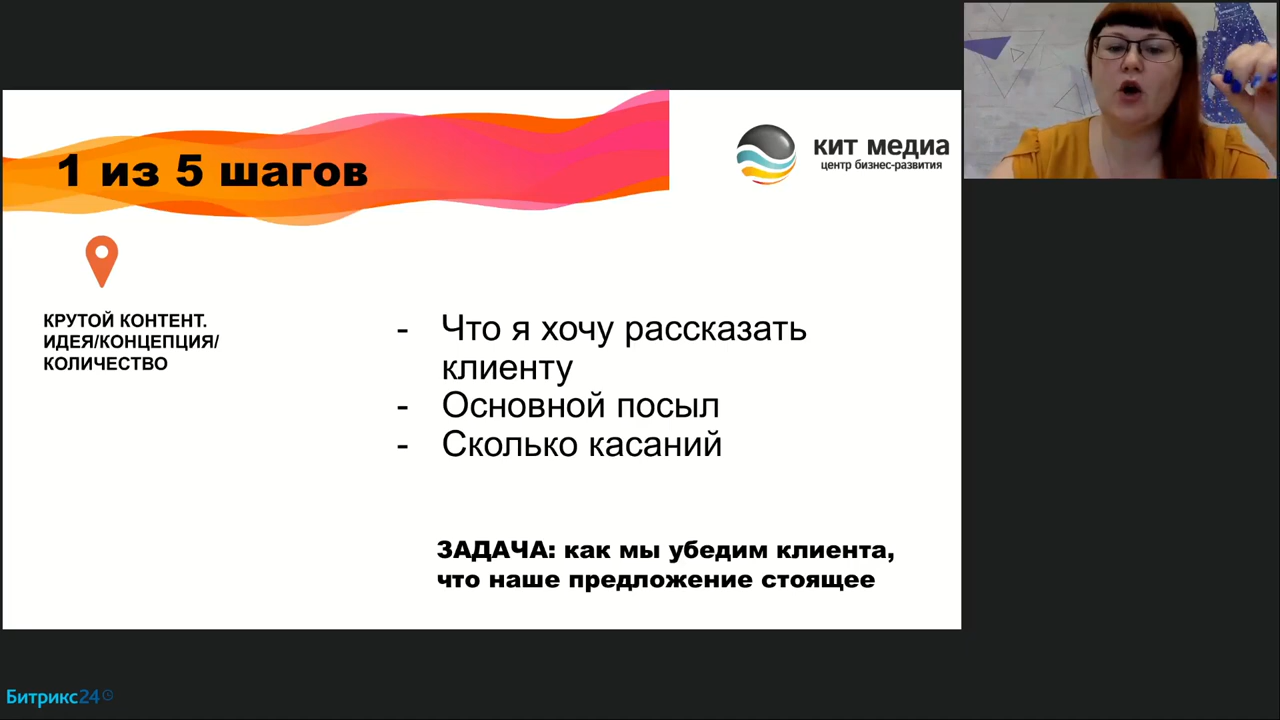 1 из 5 шагов
кит медиа
центр бизнес-развития
КРУТОЙ КОНТЕНТ.
ИДЕЯ/КОНЦЕПЦИЯ/
КОЛИЧЕСТВО
- Что я хочу рассказать
клиенту
- Основной посыл
- Сколько касаний
ЗАДАЧА: как мы убедим клиента,
что наше предложение стоящее
Битрикс24